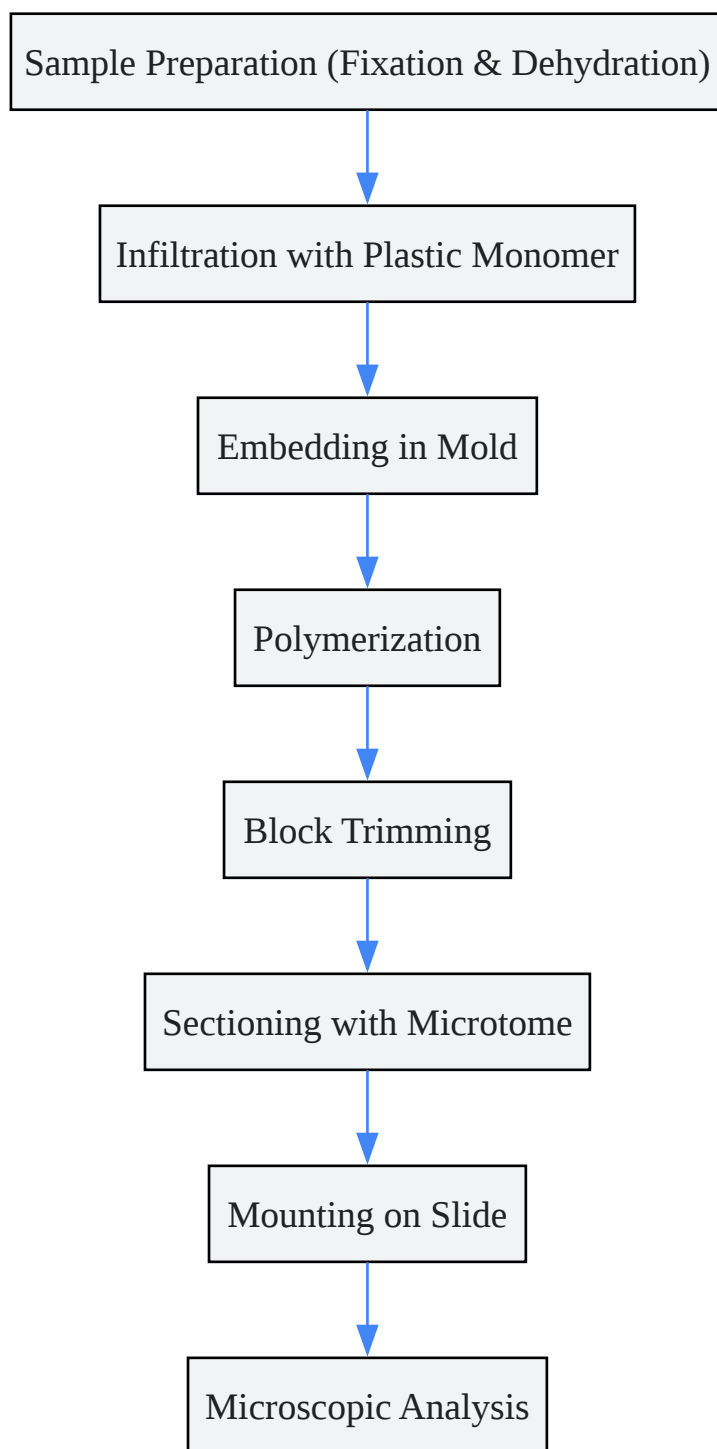 Sample Preparation (Fixation & Dehydration)
Infiltration with Plastic Monomer
Embedding in Mold
Polymerization
Block Trimming
Sectioning with Microtome
Mounting on Slide
Microscopic Analysis